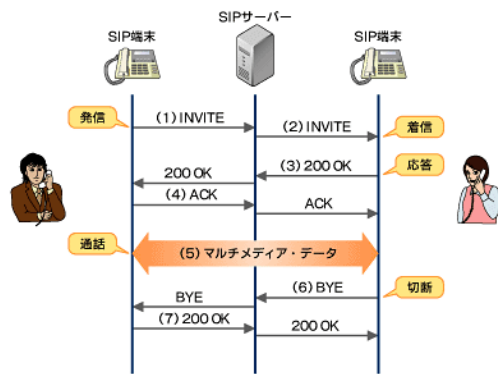 SIPサーバー
SIP端末
SIP端末
発信
(1) INVITE
(2) INVITE
着信
200 OK
(3) 200 OK
応答
(4) ACK
ACK
通話
(5) マルチメディア・データ
BYE
(6) BYE
切断
(7) 200 OK
200 OK